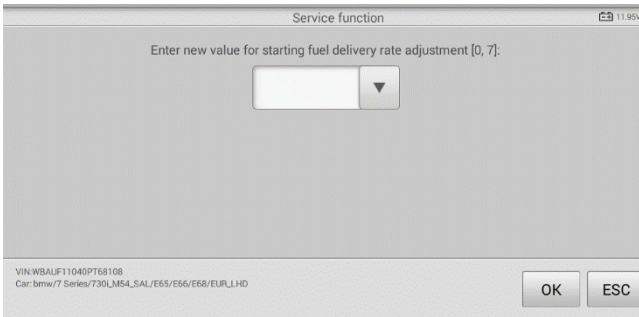 Service function
11.95V
Enter new value for starting fuel delivery rate adjustment [0, 7]:
VIN:WBAUF11040PT68108
Car: bmw/7 Series/730i_M54_SAL/E65/E66/E68/EUR_LHD
OK
ESC